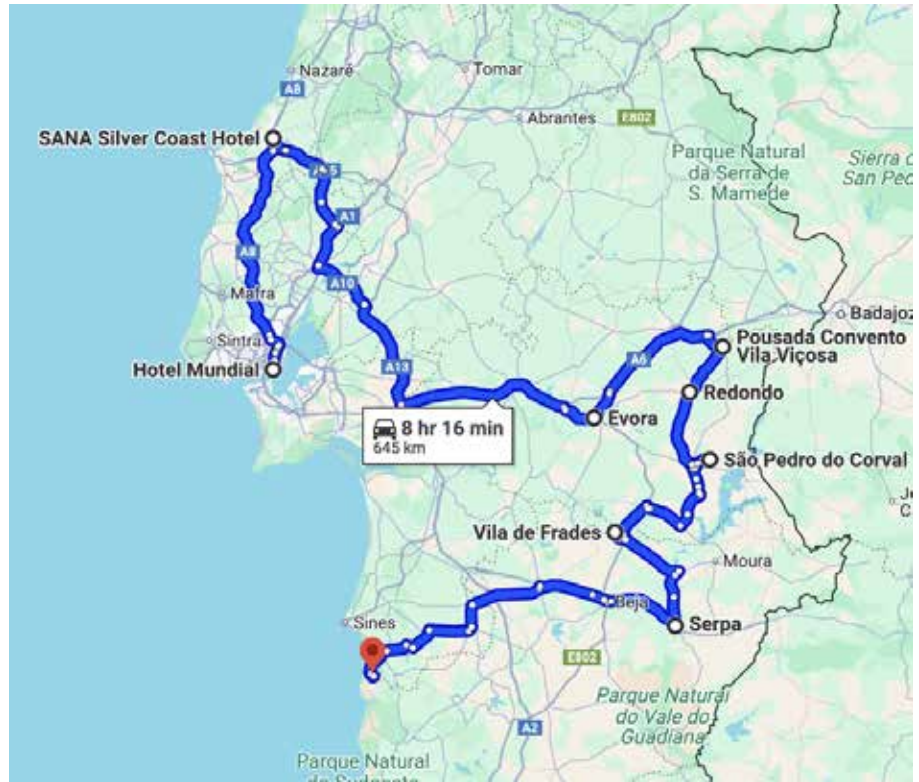 Nazaré
Tomar
A8
SANA Silver Coast Hotel
Abrantes
E802
Parque Natural
da Serra de
S. Mamede
Sierra
San Ped
A1
A8
A10
Mafra
Sintra
Badajoz
Hotel Mundial
A13
A6
Pousada Convento
Vila Viçosa
Redondo
Evora
8 hr 16 min
645 km
São Pedro do Corval
Vila de Frades
Moura
Beja
Sines
Serpa
E802
A2
Parque Natural
do Vale do
Guadiana
Parque Natural